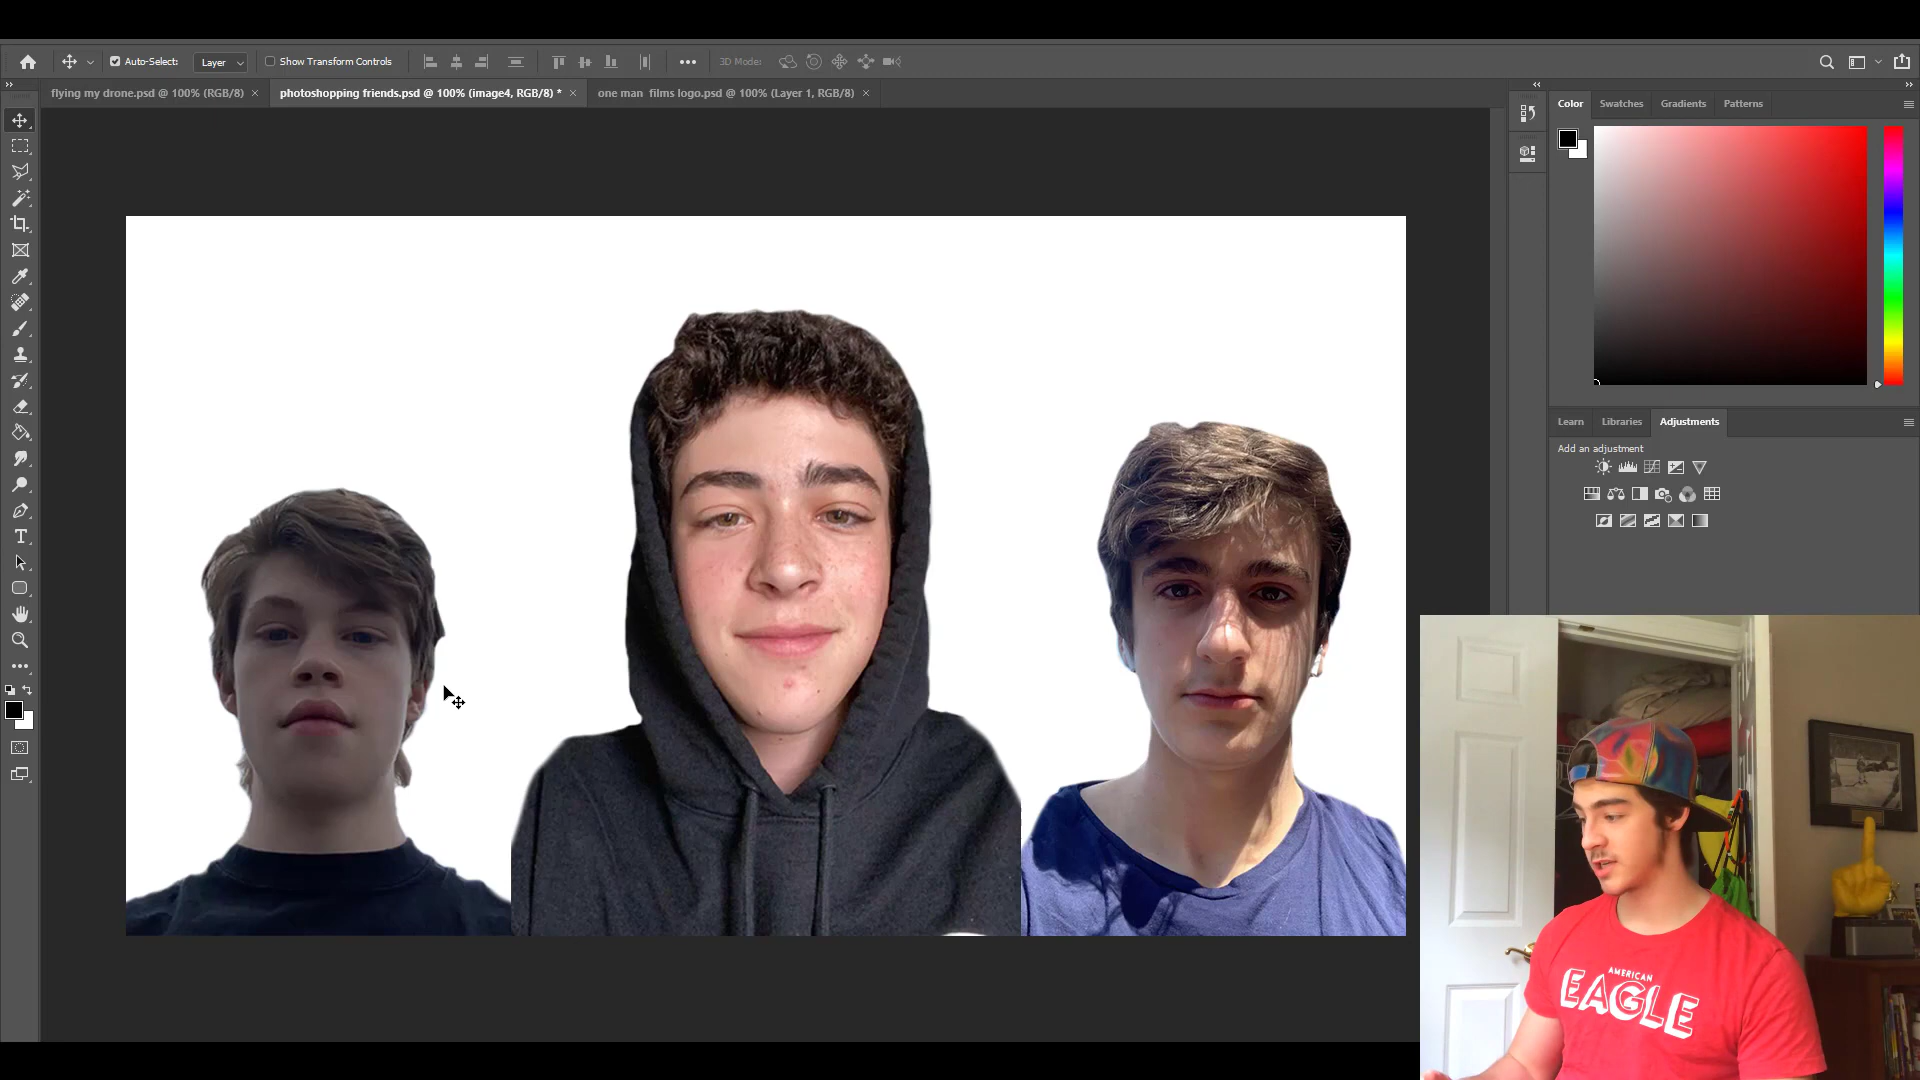 Auto-Select: Layer Show Transform Controls 3D Mode:
flying my drone.psd @ 100% (RGB/8) × photoshopping friends.psd @ 100% (image4, RGB/8) * × one man films logo.psd @ 100% (Layer 1, RGB/8) ×
Color Swatches Gradients Patterns
Learn Libraries Adjustments
Add an adjustment
AMERICAN
EAGLE